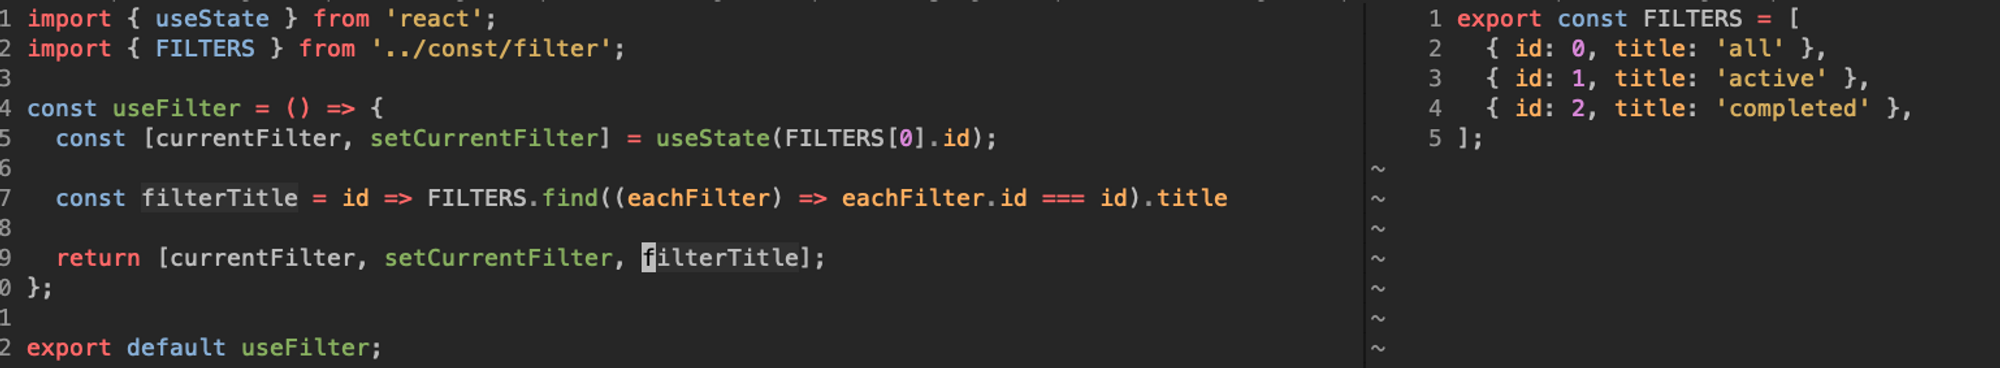 1 import { useState } from 'react';
2 import { FILTERS } from '../const/filter';
3
4 const useFilter = () => {
5   const [currentFilter, setCurrentFilter] = useState(FILTERS[0].id);
6
7   const filterTitle = id => FILTERS.find((eachFilter) => eachFilter.id === id).title
8
9   return [currentFilter, setCurrentFilter, filterTitle];
0 };
1
2 export default useFilter;
1 export const FILTERS = [
2   { id: 0, title: 'all' },
3   { id: 1, title: 'active' },
4   { id: 2, title: 'completed' },
5 ];
~
~
~
~
~
~
~